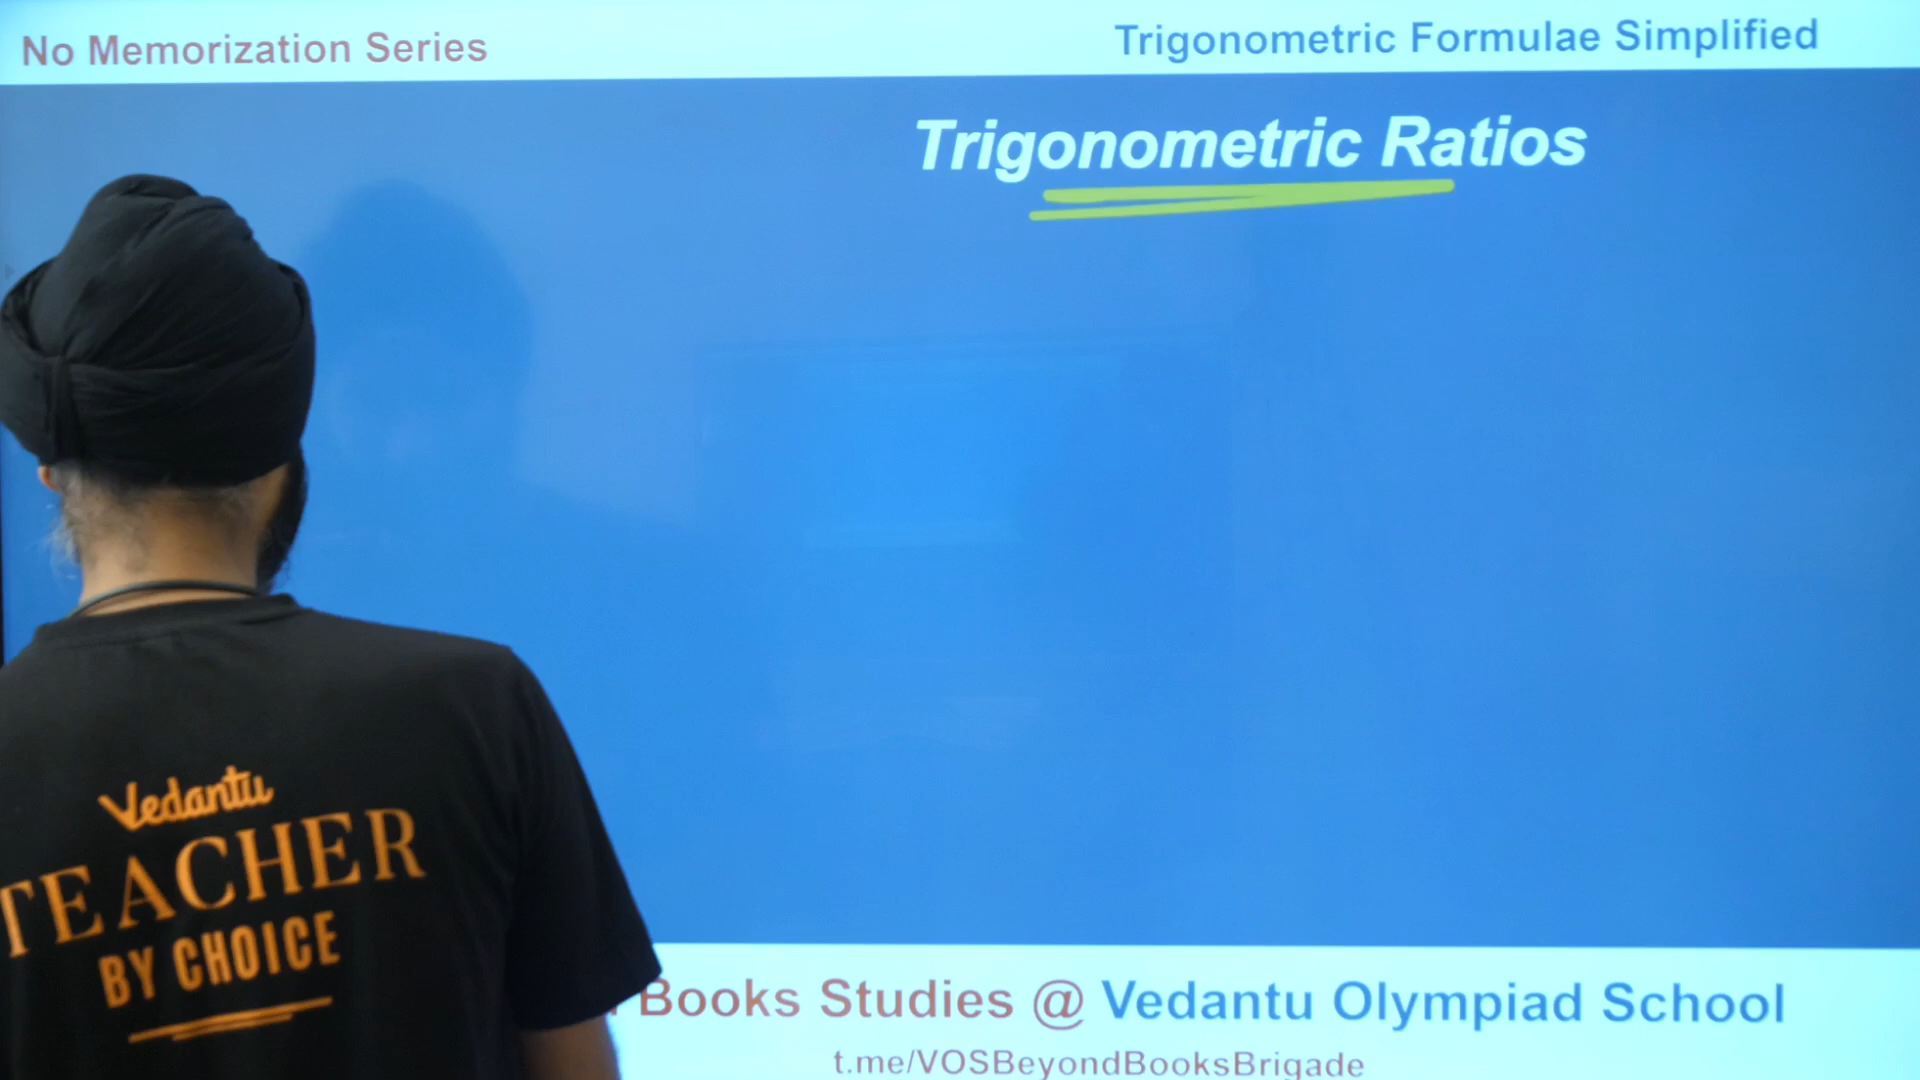 No Memorization Series
Trigonometric Formulae Simplified
Trigonometric Ratios
Vedantu
TEACHER
BY CHOICE
Books Studies @ Vedantu Olympiad School
t.me/VOSBeyondBooksBrigade